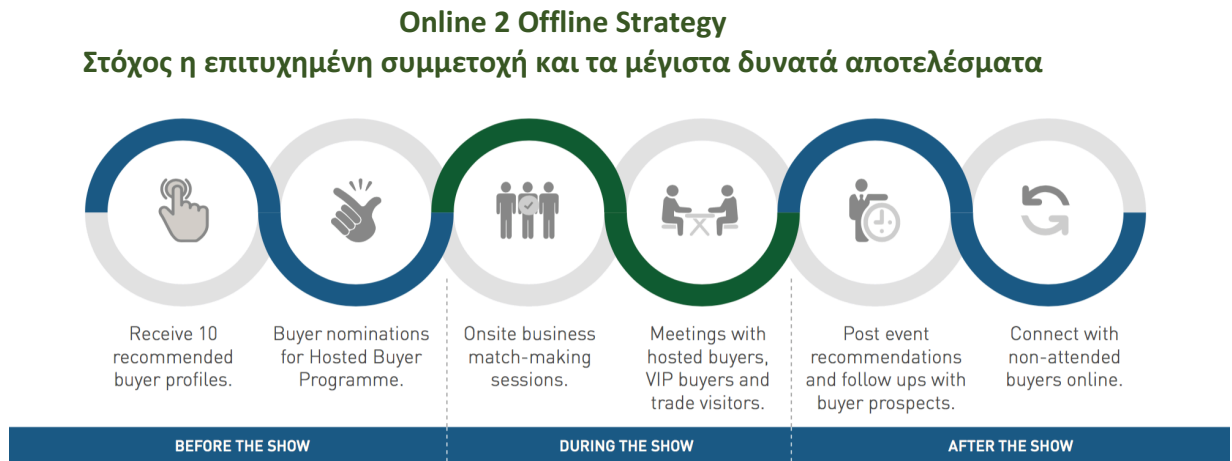 Online 2 Offline Strategy
Στόχος η επιτυχημένη συμμετοχή και τα μέγιστα δυνατά αποτελέσματα
Receive 10
recommended
buyer profiles.
Buyer nominations
for Hosted Buyer
Programme.
Onsite business
match-making
sessions.
Meetings with
hosted buyers,
VIP buyers and
trade visitors.
Post event
recommendations
and follow ups with
buyer prospects.
Connect with
non-attended
buyers online.
BEFORE THE SHOW
DURING THE SHOW
AFTER THE SHOW